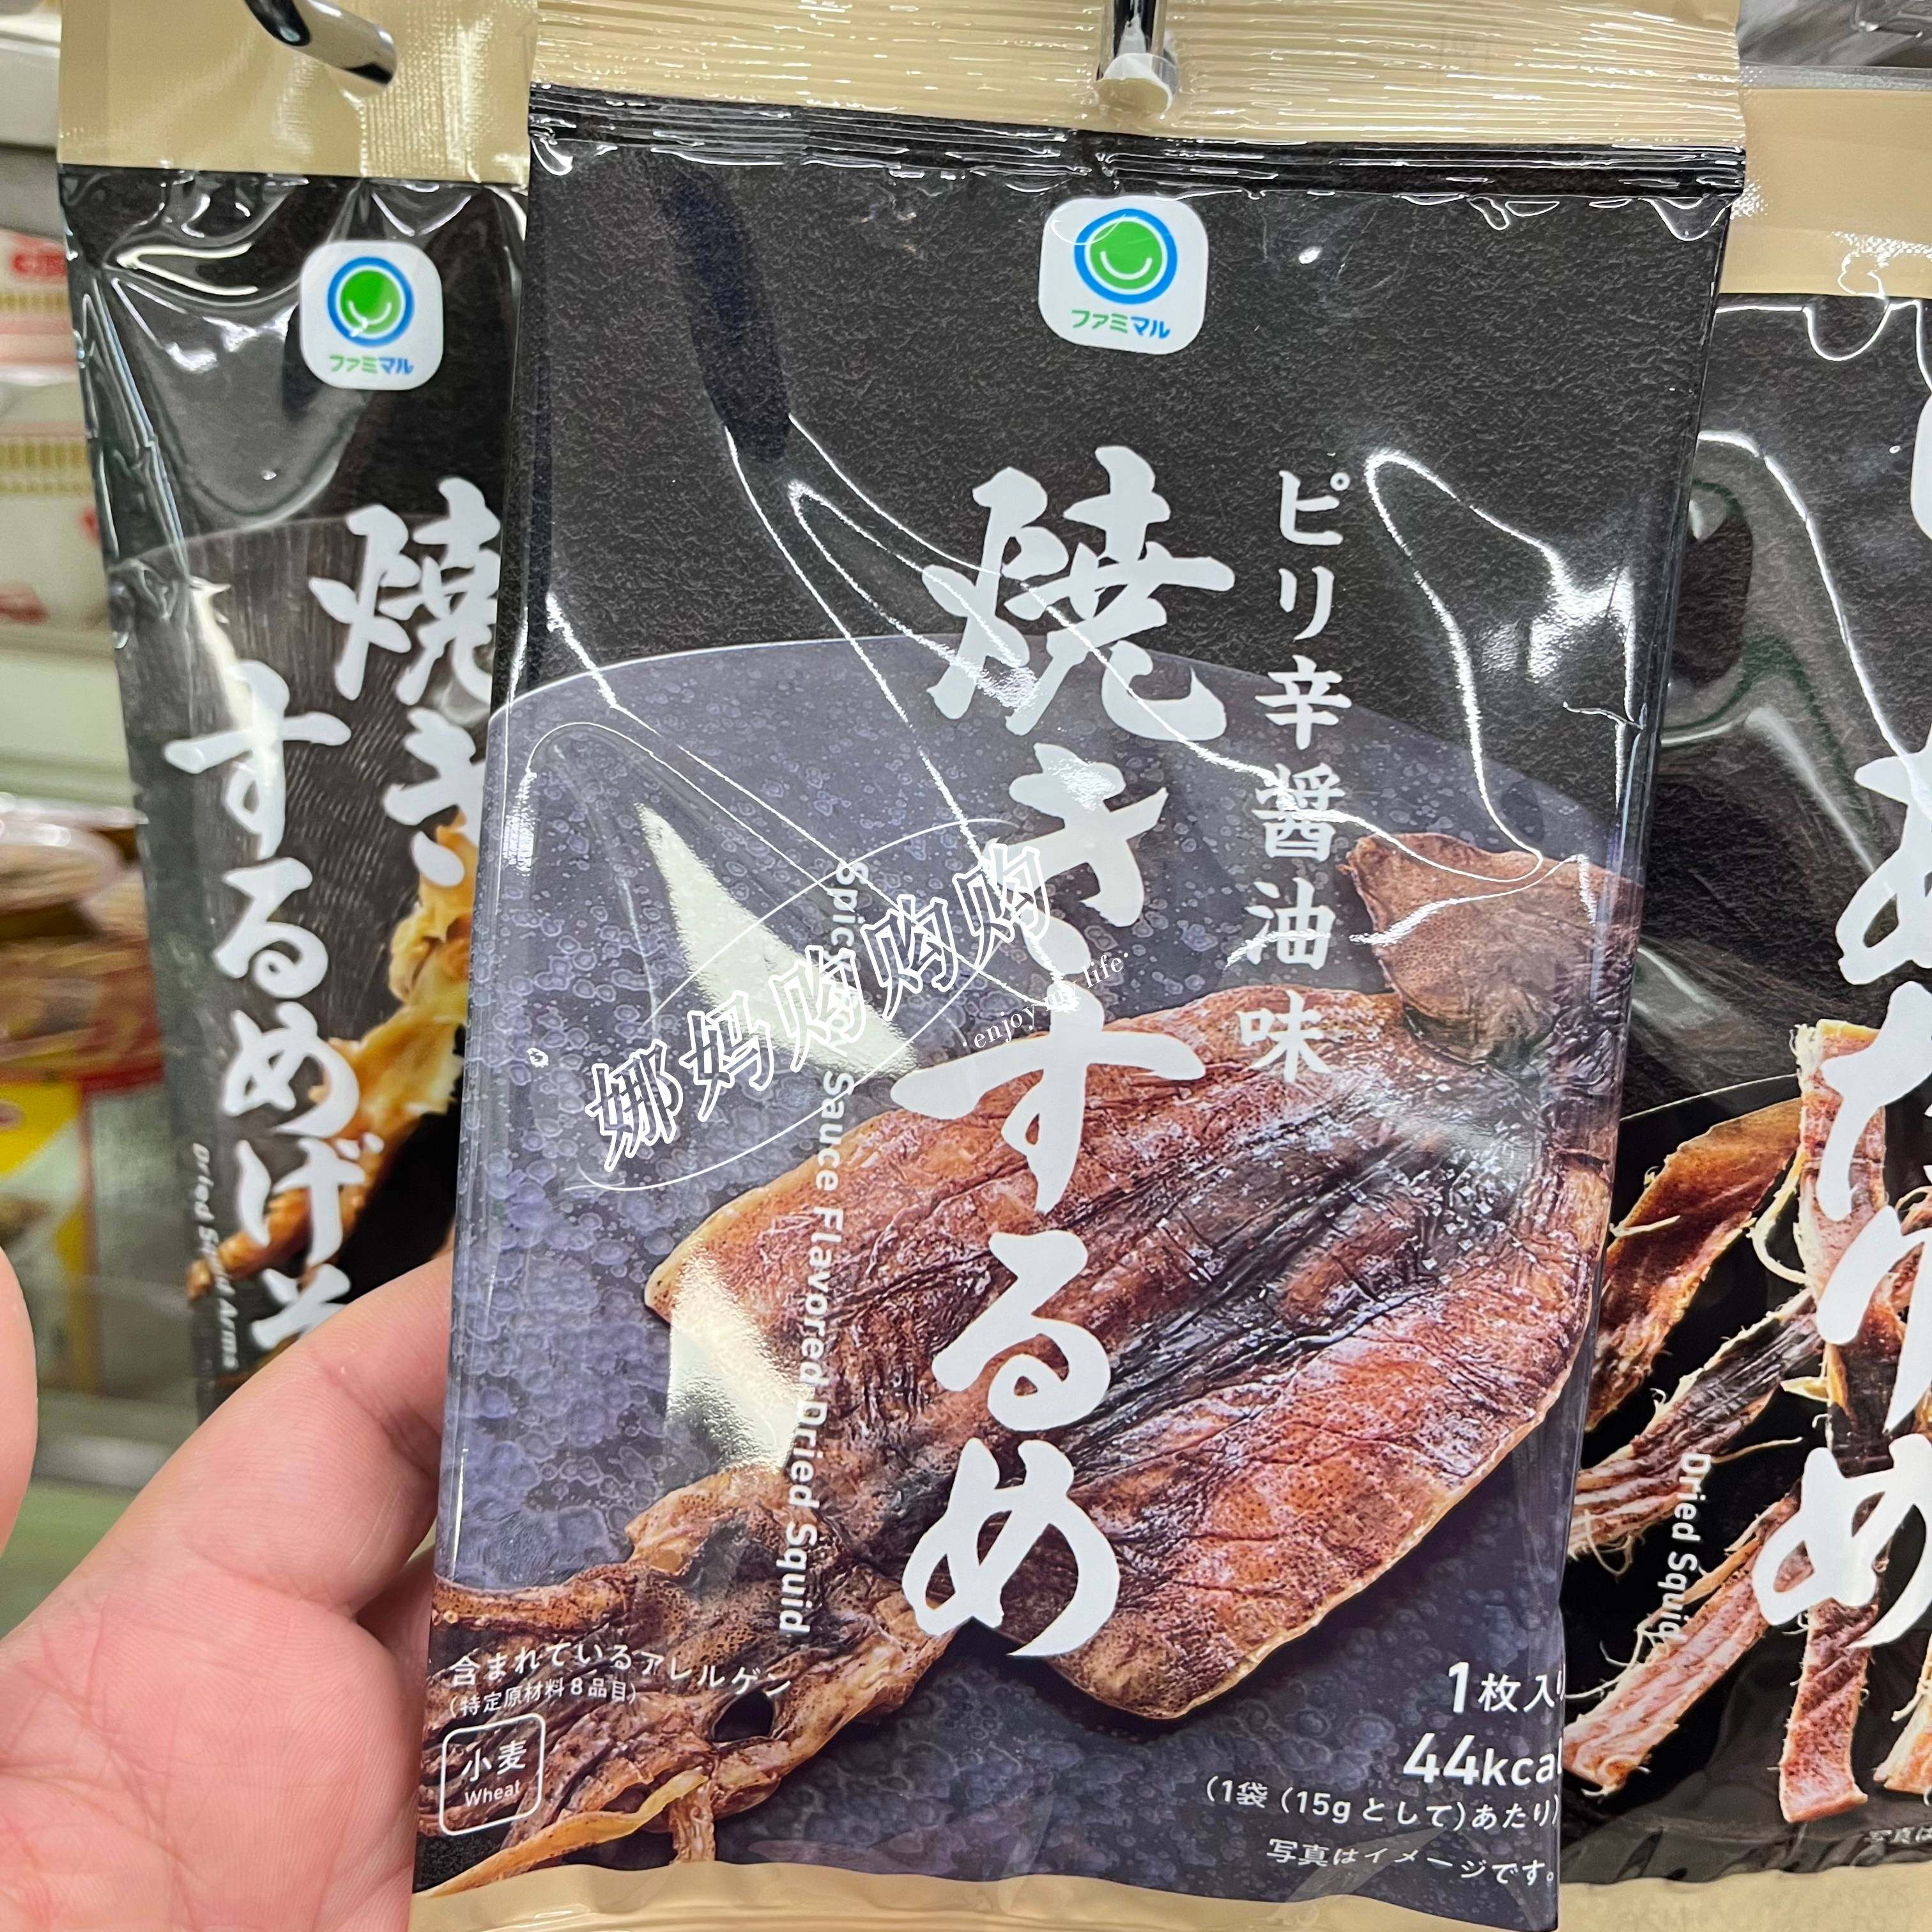 ファミマル
焼き
するめげそ
Dried Squid Arms
ファミマル
ピリ辛醤油味
焼きするめ
Spicy Sauce Flavored Dried Squid
娜妈购购购
·enjoy my life·
含まれているアレルゲン
(特定原材料8品目)
小麦
Wheat
1枚入り
44kcal
(1袋(15gとして)あたり)
写真はイメージです。
あたりめ
Dried Squid